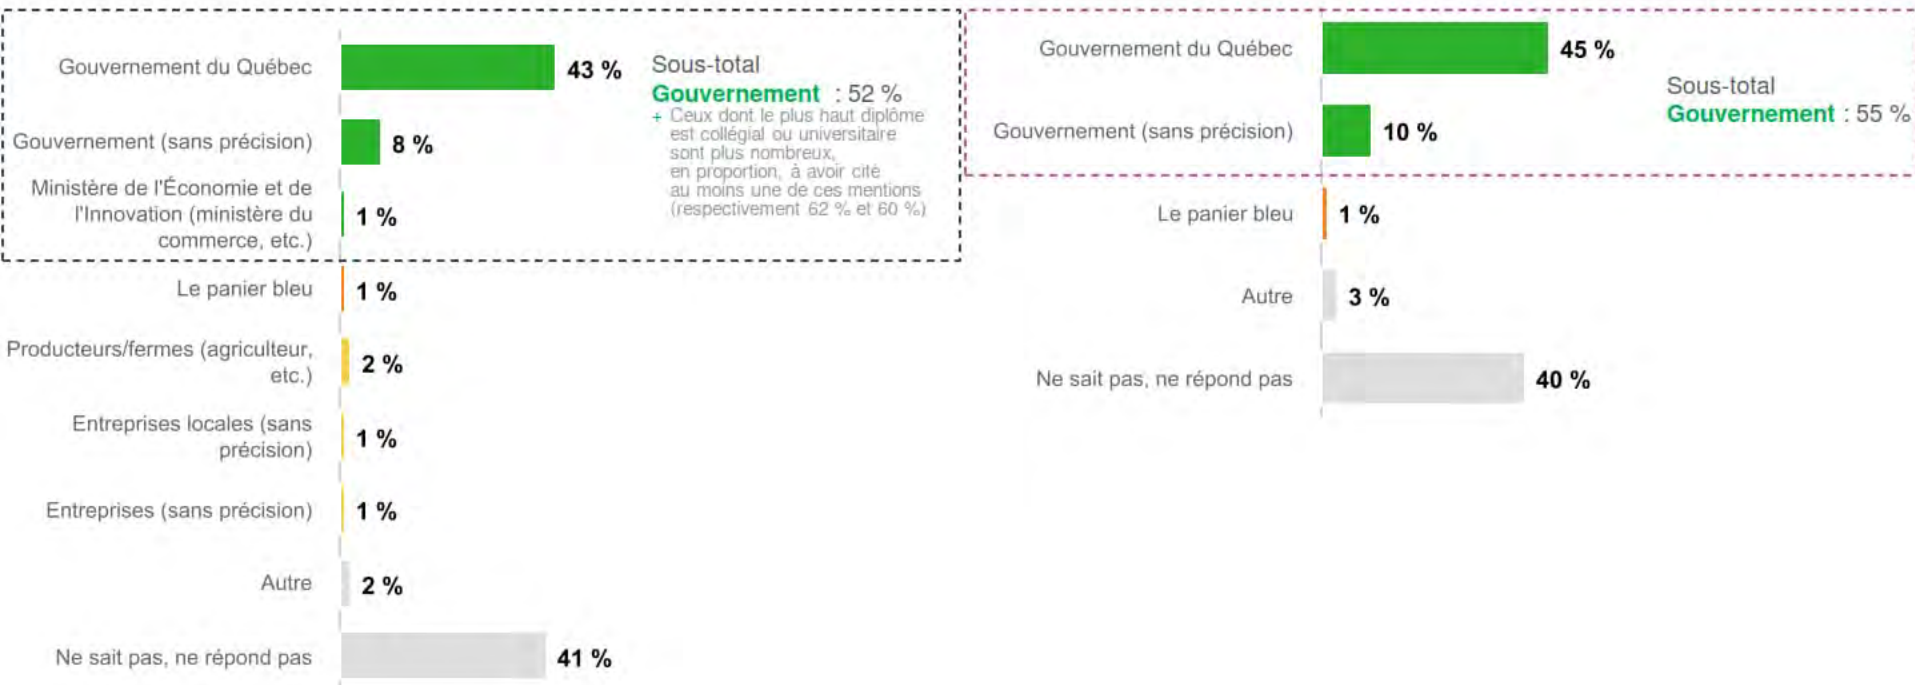 Gouvernement du Québec
43 %
Sous-total
Gouvernement : 52 %
+ Ceux dont le plus haut diplôme
est collégial ou universitaire
sont plus nombreux,
en proportion, à avoir cité
au moins une de ces mentions
(respectivement 62 % et 60 %)
Gouvernement (sans précision)
8 %
Ministère de l'Économie et de
l'Innovation (ministère du
commerce, etc.)
1 %
Le panier bleu
1 %
Producteurs/fermes (agriculteur,
etc.)
2 %
Entreprises locales (sans
précision)
1 %
Entreprises (sans précision)
1 %
Autre
2 %
Ne sait pas, ne répond pas
41 %
Gouvernement du Québec
45 %
Sous-total
Gouvernement : 55 %
Gouvernement (sans précision)
10 %
Le panier bleu
1 %
Autre
3 %
Ne sait pas, ne répond pas
40 %